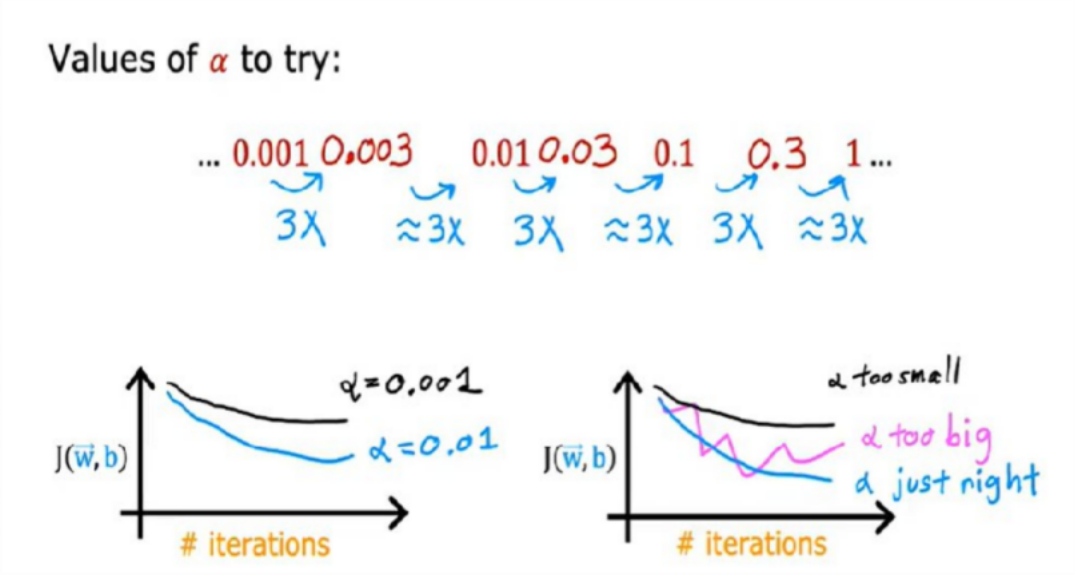 Values of α to try:
... 0.001 0.003 0.01 0.03 0.1 0.3 1 ...
3X ≈3X 3X ≈3X 3X ≈3X
α=0.001
α=0.01
J(w⃗,b)
# iterations
α too small
α too big
α just right
J(w⃗,b)
# iterations